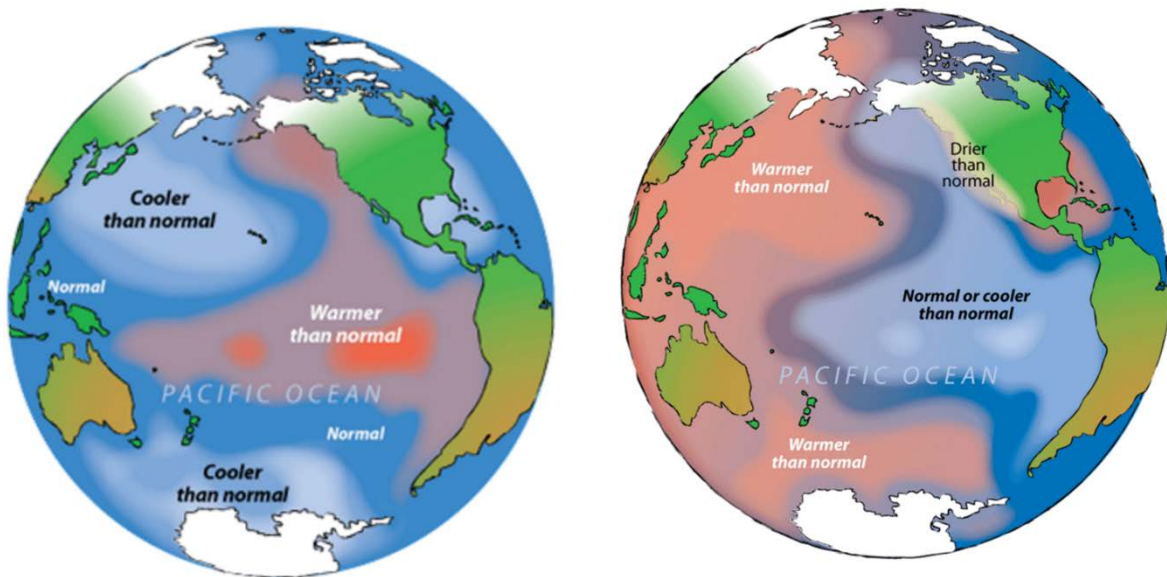 Cooler
than normal
Normal
Warmer
than normal
PACIFIC OCEAN
Normal
Cooler
than normal
Warmer
than normal
Drier
than
normal
Normal or cooler
than normal
PACIFIC OCEAN
Warmer
than normal